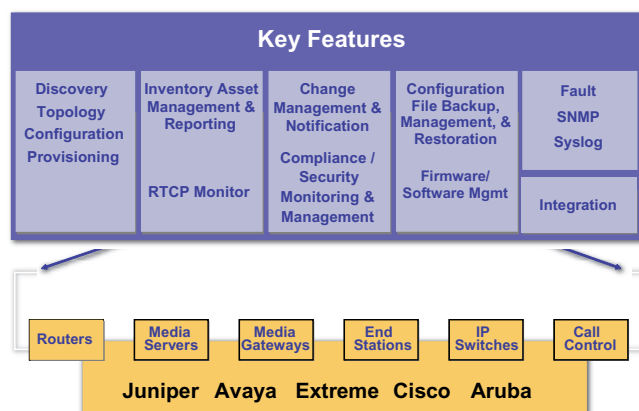 Key Features
Discovery
Topology
Configuration
Provisioning
Inventory Asset
Management &
Reporting
RTCP Monitor
Change
Management &
Notification
Compliance /
Security
Monitoring &
Management
Configuration
File Backup,
Management, &
Restoration
Firmware/
Software Mgmt
Fault
SNMP
Syslog
Integration
Routers
Media
Servers
Media
Gateways
End
Stations
IP
Switches
Call
Control
Juniper Avaya Extreme Cisco Aruba